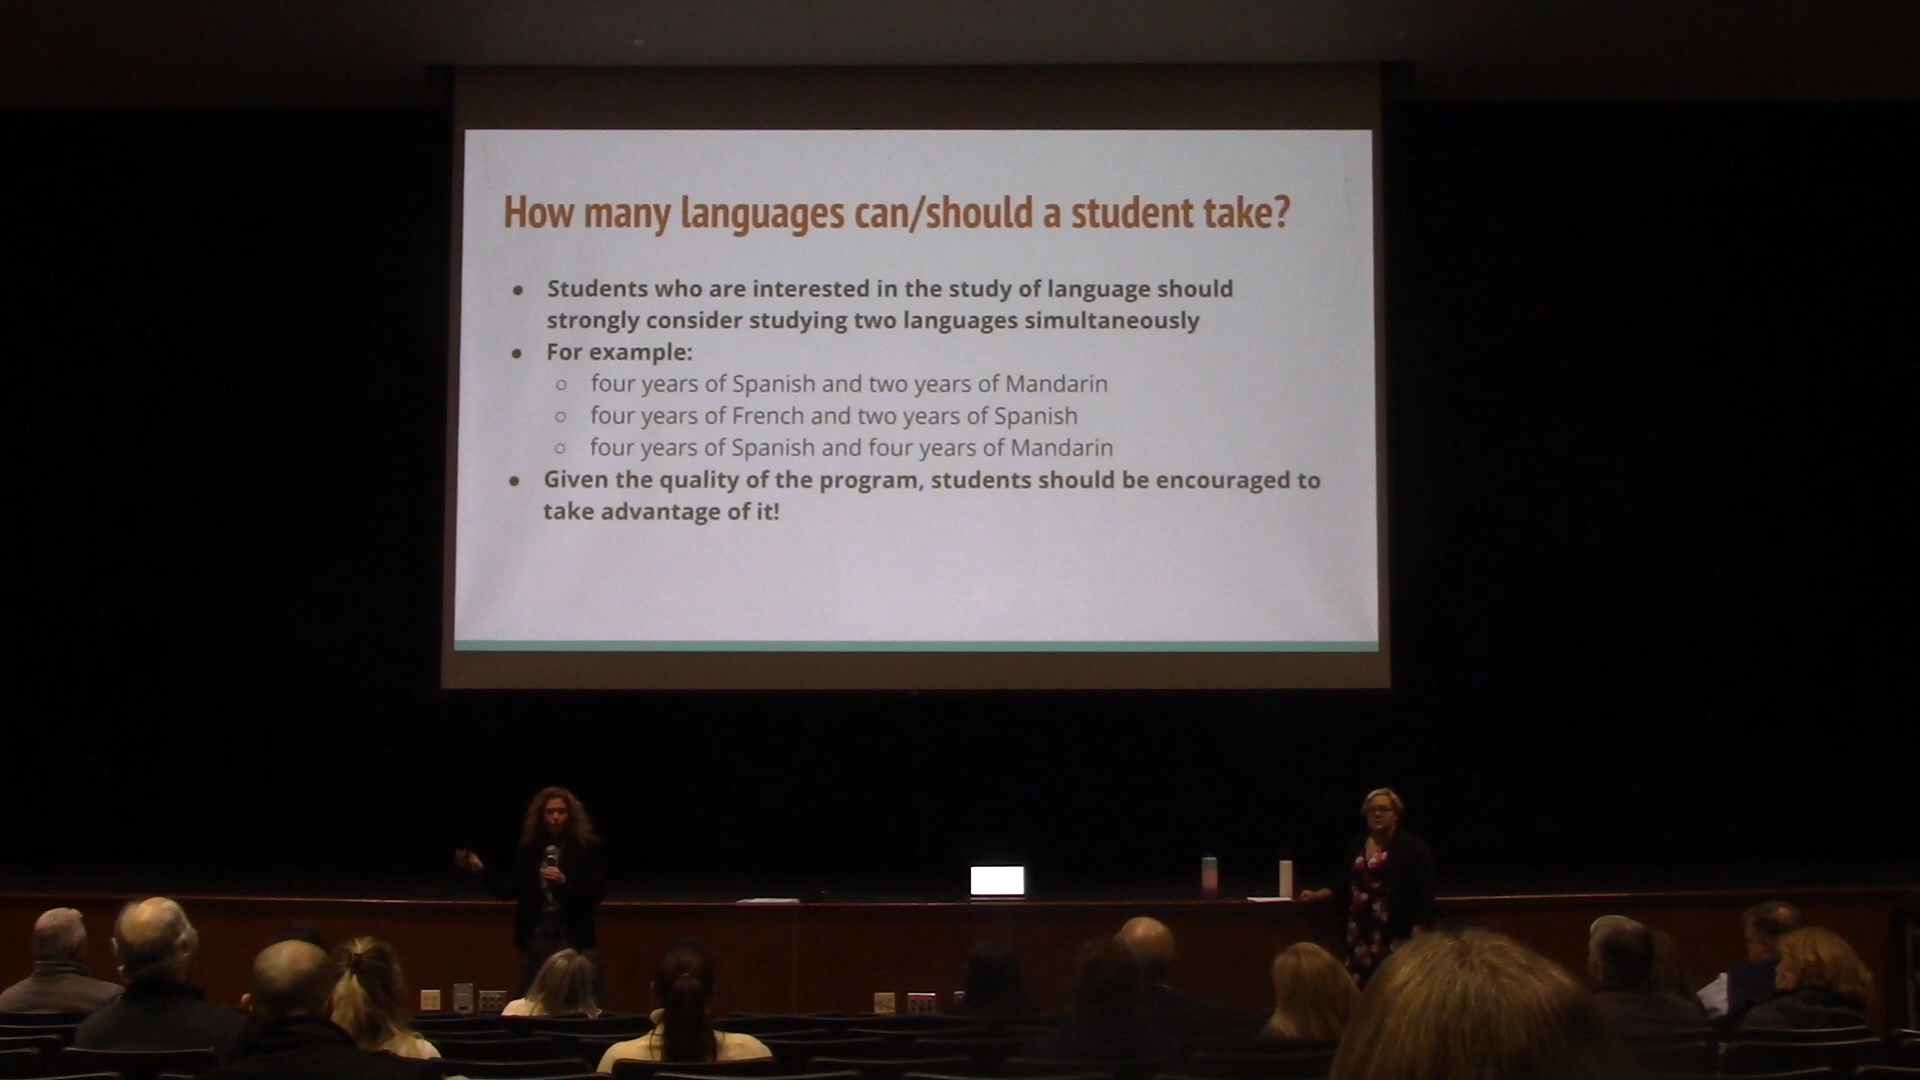 How many languages can/should a student take?
● Students who are interested in the study of language should
strongly consider studying two languages simultaneously
● For example:
○ four years of Spanish and two years of Mandarin
○ four years of French and two years of Spanish
○ four years of Spanish and four years of Mandarin
● Given the quality of the program, students should be encouraged to
take advantage of it!